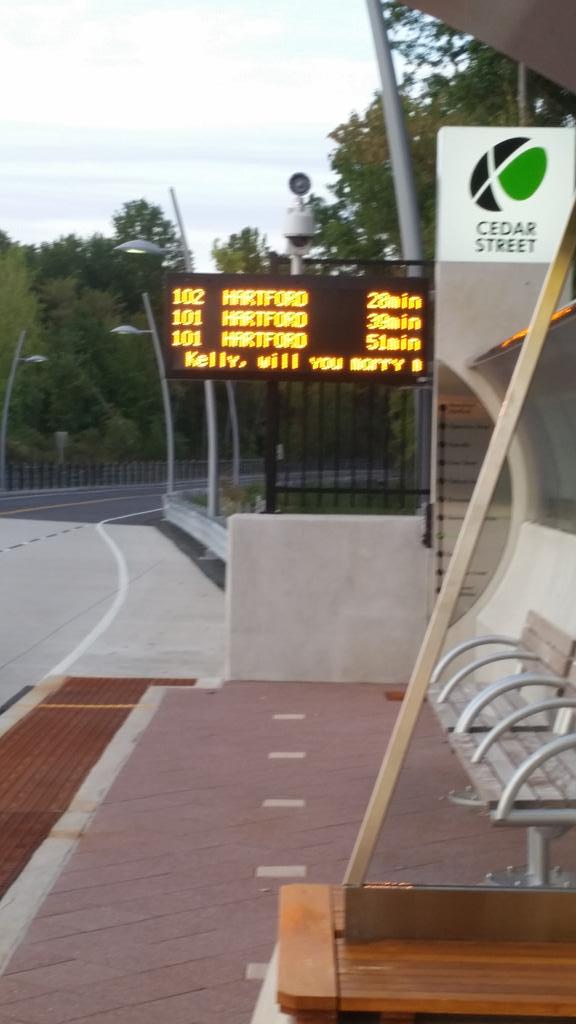 102 HARTFORD 28min
101 HARTFORD 39min
101 HARTFORD 51min
Kelly, will you marry m
CEDAR
STREET